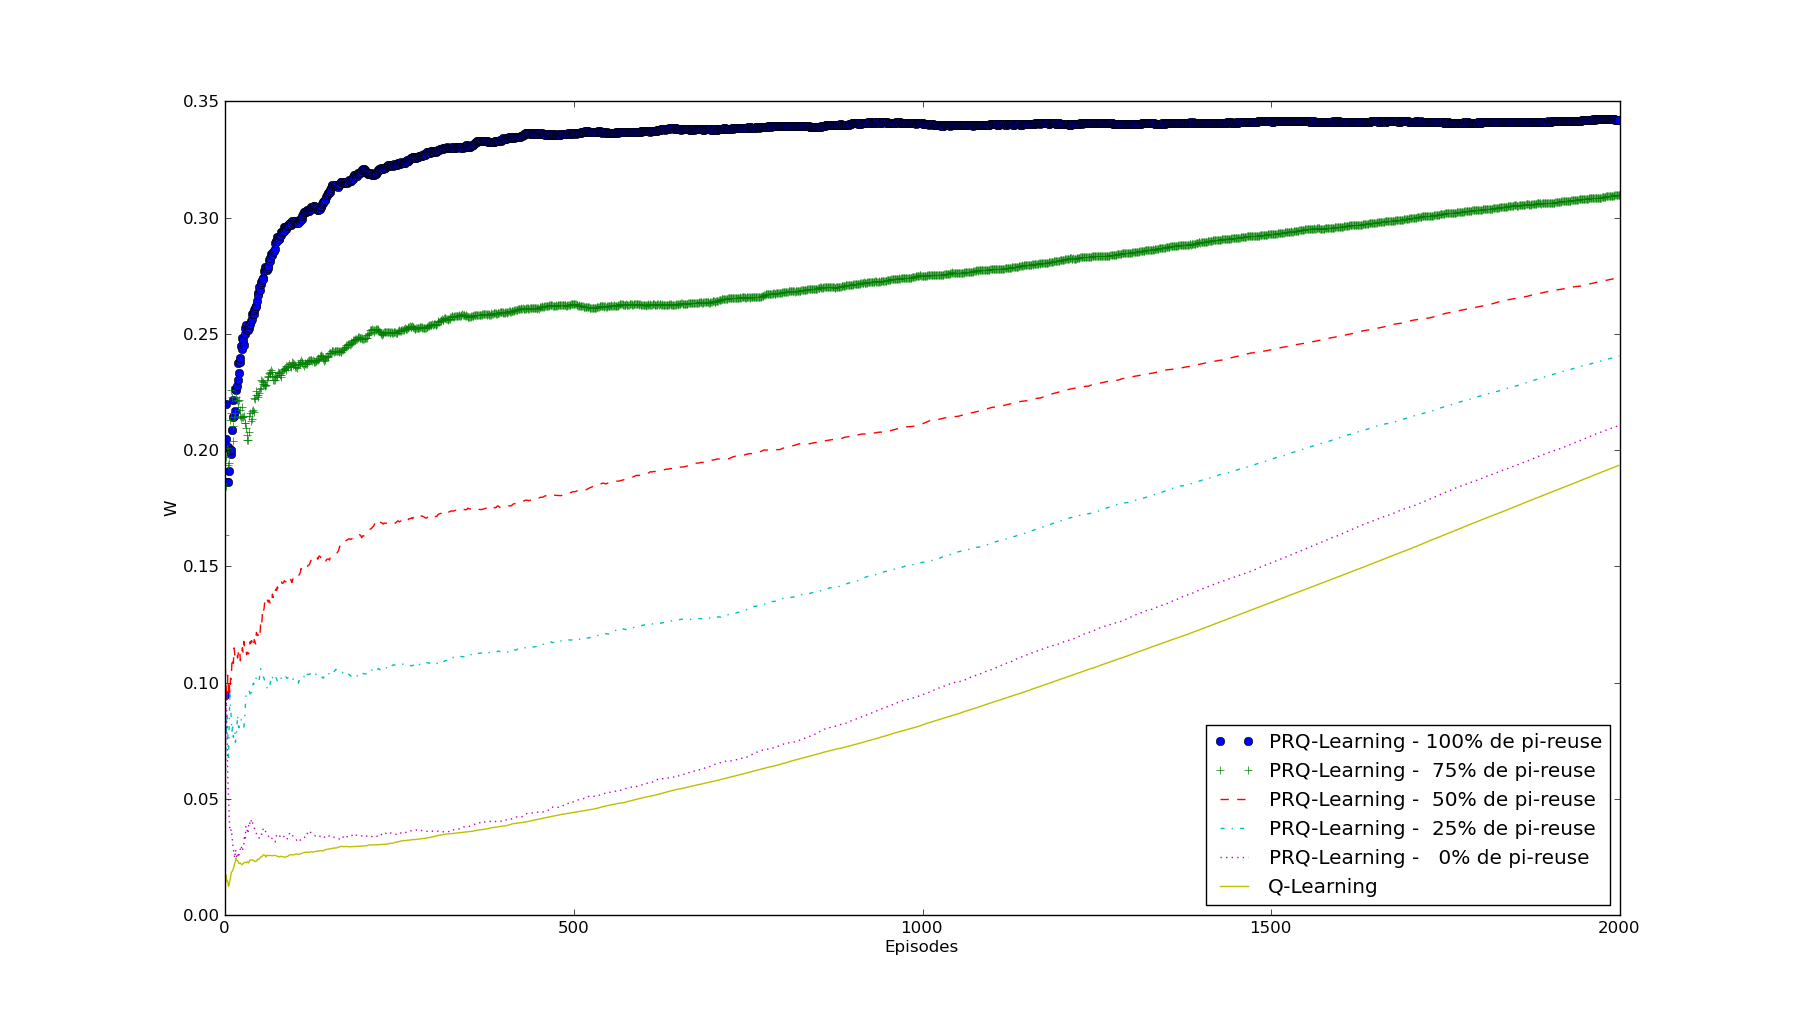 0.35
0.30
0.25
0.20
W
0.15
0.10
0.05
0.00
0 500 1000 1500 2000
Episodes
PRQ-Learning - 100% de pi-reuse
PRQ-Learning -  75% de pi-reuse
PRQ-Learning -  50% de pi-reuse
PRQ-Learning -  25% de pi-reuse
PRQ-Learning -   0% de pi-reuse
Q-Learning